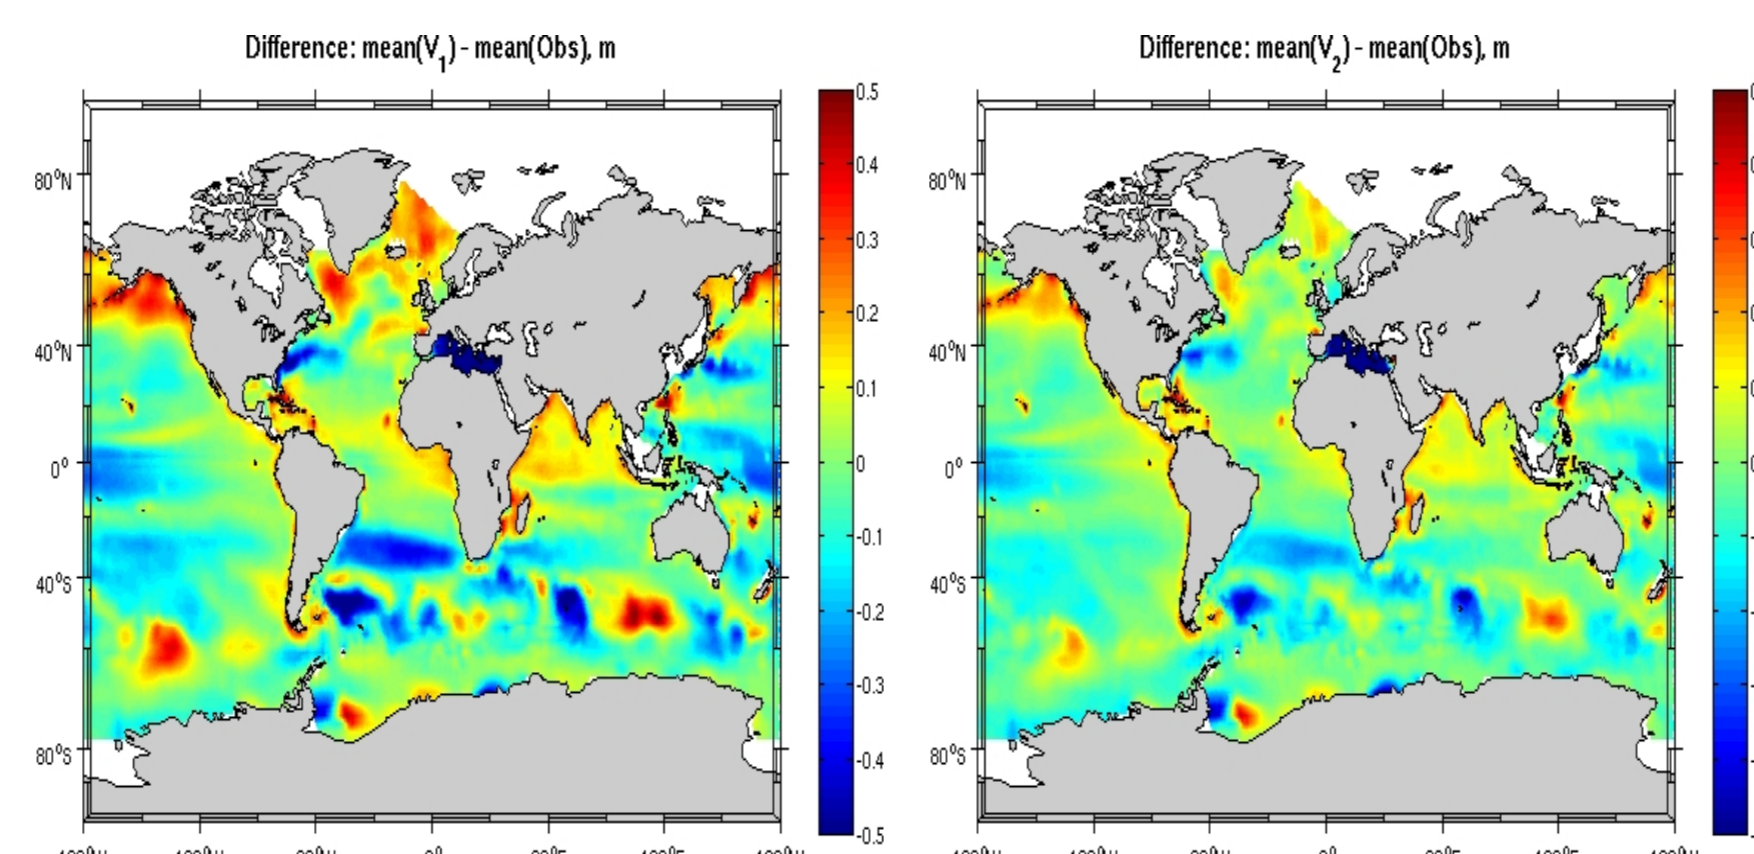 Difference: mean(V₁) - mean(Obs), m
Difference: mean(V₂) - mean(Obs), m
80°N
40°N
0°
40°S
80°S
0.5
0.4
0.3
0.2
0.1
0
-0.1
-0.2
-0.3
-0.4
-0.5
80°N
40°N
0°
40°S
80°S